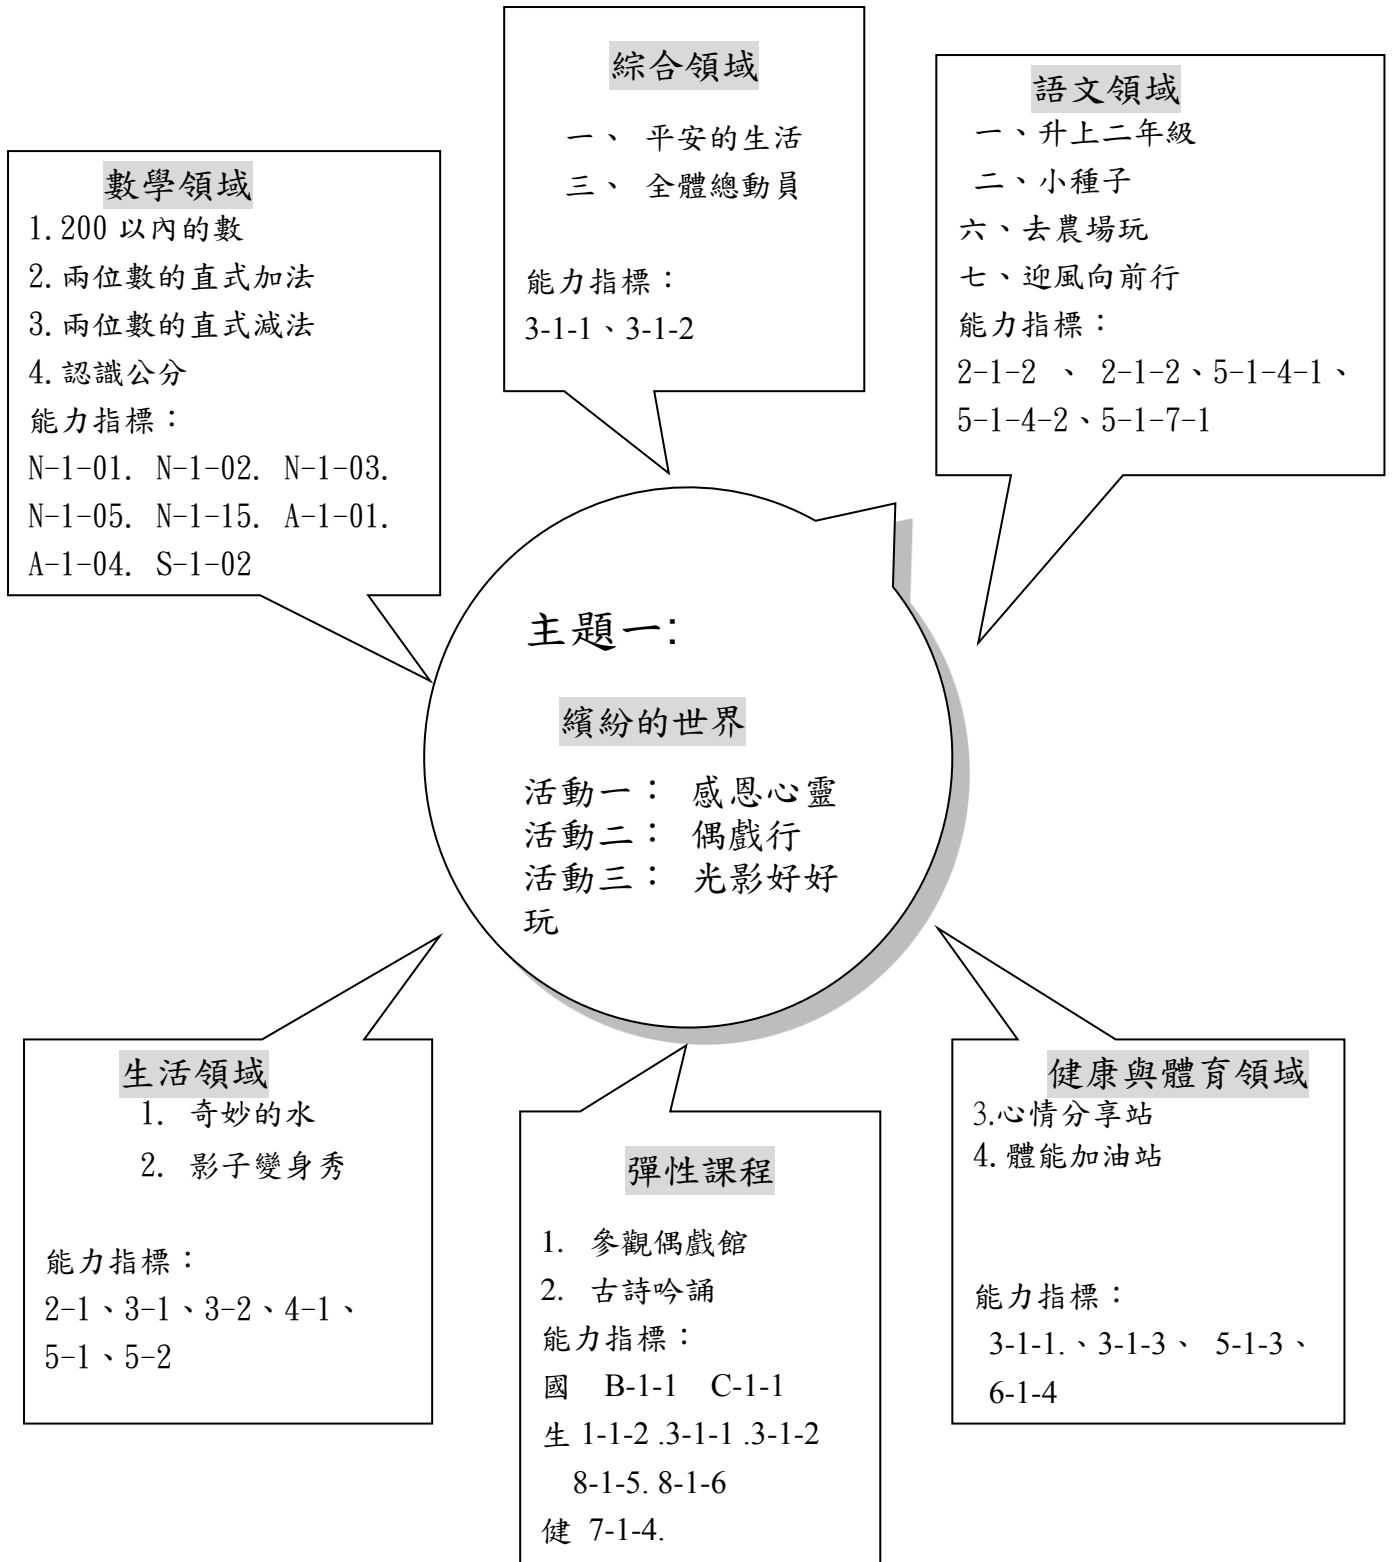 綜合領域
一、 平安的生活
三、 全體總動員
能力指標：
3-1-1、3-1-2
語文領域
一、升上二年級
二、小種子
六、去農場玩
七、迎風向前行
能力指標：
2-1-2 、 2-1-2、5-1-4-1、
5-1-4-2、5-1-7-1
數學領域
1.200 以內的數
2.兩位數的直式加法
3.兩位數的直式減法
4.認識公分
能力指標：
N-1-01. N-1-02. N-1-03.
N-1-05. N-1-15. A-1-01.
A-1-04. S-1-02
主題一:
繽紛的世界
活動一： 感恩心靈
活動二： 偶戲行
活動三： 光影好好
玩
生活領域
1. 奇妙的水
2. 影子變身秀
能力指標：
2-1、3-1、3-2、4-1、
5-1、5-2
彈性課程
1. 參觀偶戲館
2. 古詩吟誦
能力指標：
國 B-1-1 C-1-1
生 1-1-2 .3-1-1 .3-1-2
8-1-5. 8-1-6
健 7-1-4.
健康與體育領域
3.心情分享站
4.體能加油站
能力指標：
3-1-1.、3-1-3、 5-1-3、
6-1-4